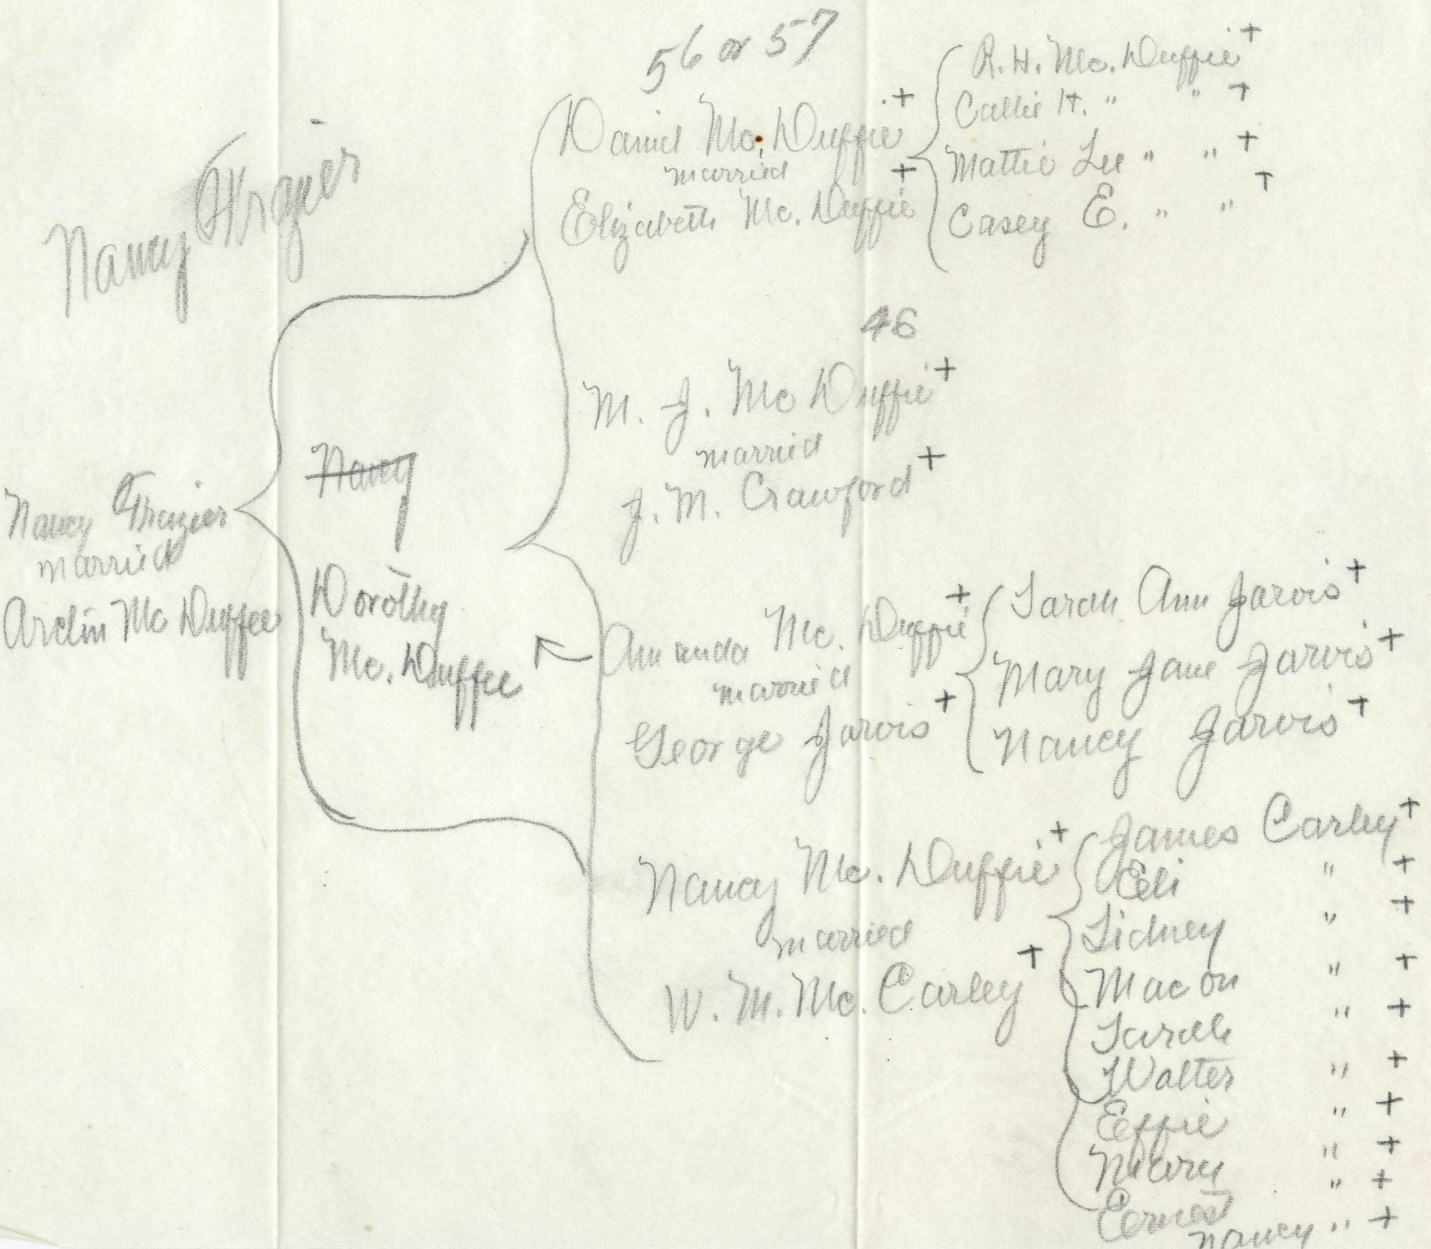 Nancy Frazier
Nancy Frazier
married
Arclin Mc Duffee
Nancy
Dorothy
Mc. Duffee
56 or 57
Daniel Mc. Duffie +
married
Elizabeth Mc. Duffie +
R. H. Mc. Duffie +
Callie H. " " +
Mattie Lee " " +
Casey E. " " +
46
M. J. Mc Duffie +
married
J. M. Crawford +
Amanda Mc. Duffie +
married
George Jarvis +
Sarah Ann Jarvis +
Mary Jane Jarvis +
Nancy Jarvis +
Nancy Mc. Duffie +
married
W. M. Mc. Carley +
James Carley +
Eli " +
Sidney " +
Macon " +
Sarah " +
Walter " +
Effie " +
Mary " +
Earnest " +
Nancy " +